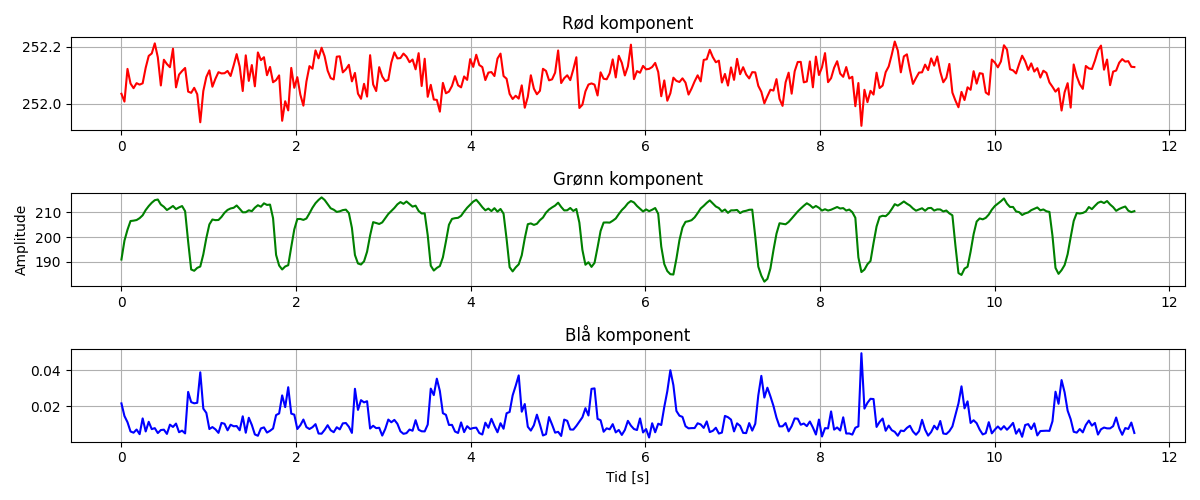 Rød komponent
252.2
252.0
0 2 4 6 8 10 12
Grønn komponent
Amplitude
210
200
190
0 2 4 6 8 10 12
Blå komponent
0.04
0.02
0 2 4 6 8 10 12
Tid [s]